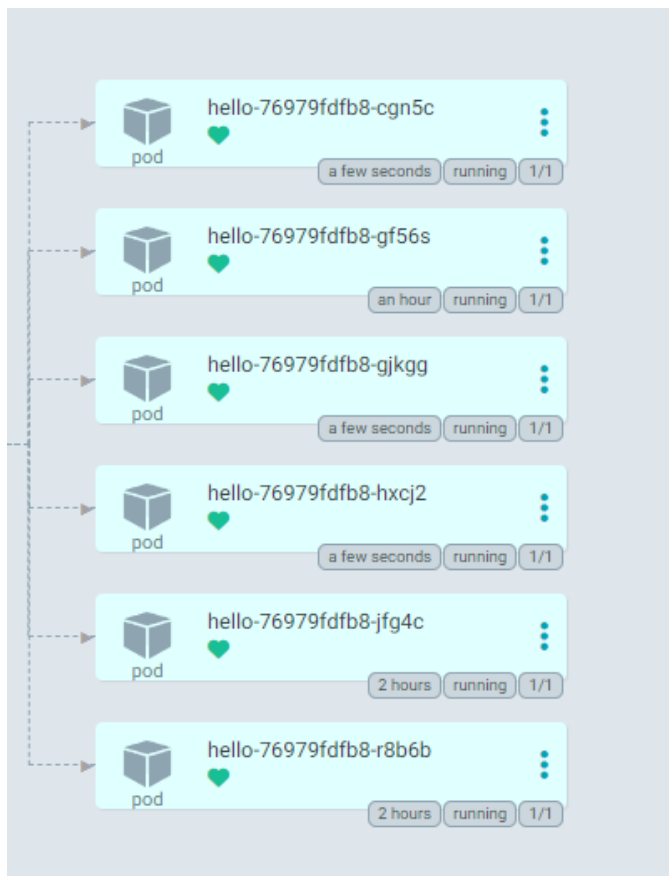 hello-76979fdfb8-cgn5c
pod
a few seconds running 1/1
hello-76979fdfb8-gf56s
pod
an hour running 1/1
hello-76979fdfb8-gjkgg
pod
a few seconds running 1/1
hello-76979fdfb8-hxcj2
pod
a few seconds running 1/1
hello-76979fdfb8-jfg4c
pod
2 hours running 1/1
hello-76979fdfb8-r8b6b
pod
2 hours running 1/1